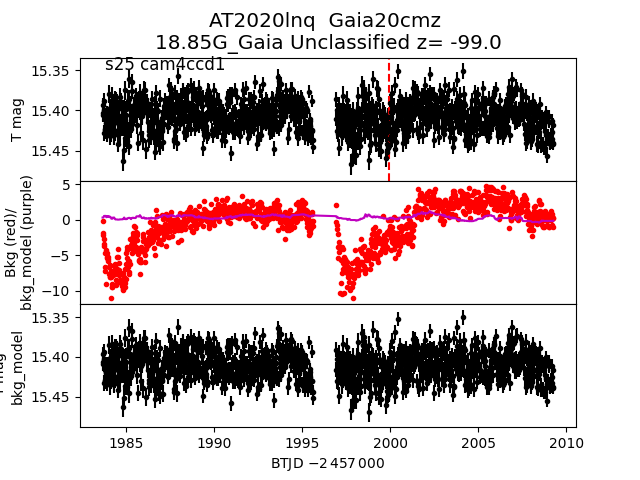 AT2020lnq  Gaia20cmz
18.85G_Gaia Unclassified z= -99.0
s25 cam4ccd1
T mag
15.35
15.40
15.45
Bkg (red)/
bkg_model (purple)
5
0
−5
−10
bkg_model
15.35
15.40
15.45
1985
1990
1995
2000
2005
2010
BTJD −2 457 000